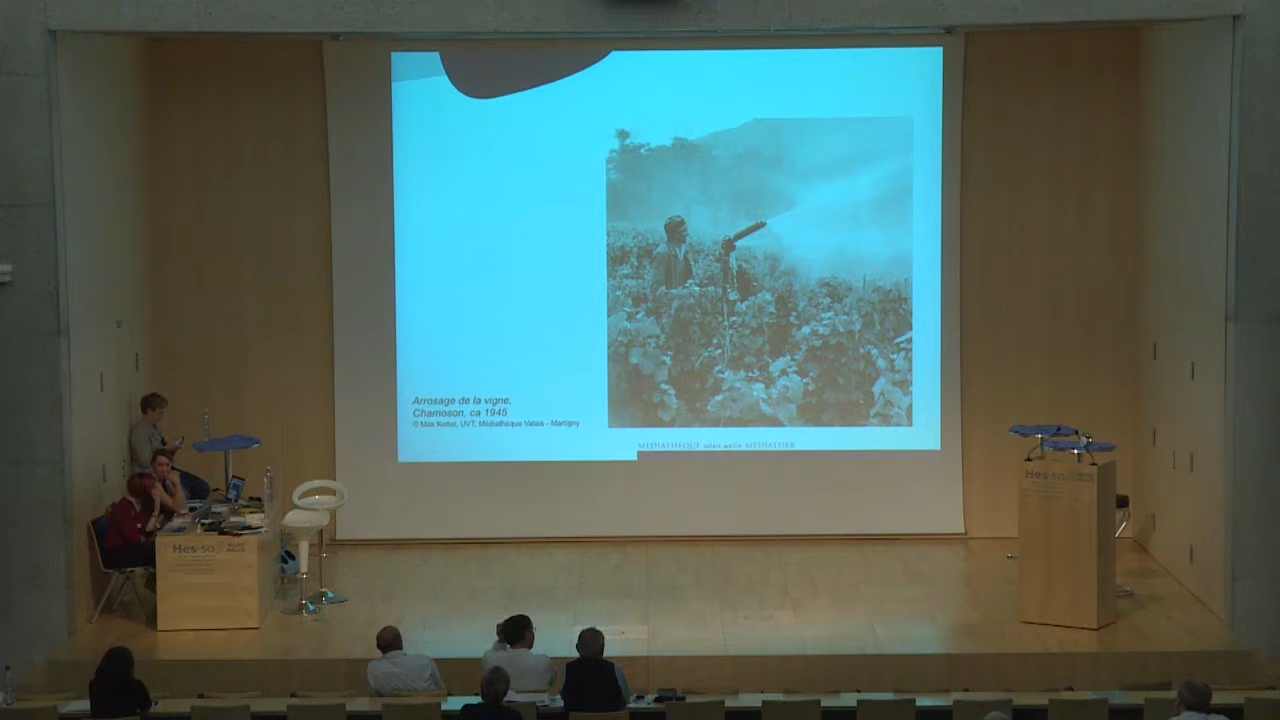 Arrosage de la vigne,
Chamoson, ca 1945
© Max Kettel, UVT, Médiathèque Valais - Martigny
MEDIATHEQUE valais wallis MEDIATHEK
Hes·so
Hes·so